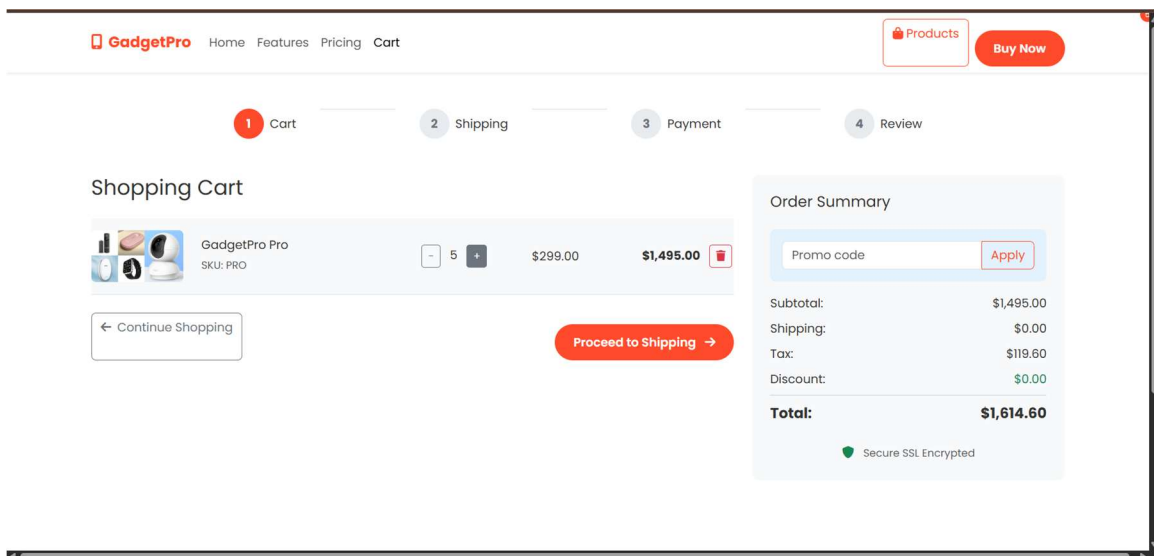 GadgetPro Home Features Pricing Cart
Products
Buy Now
1 Cart
2 Shipping
3 Payment
4 Review
Shopping Cart
GadgetPro Pro
SKU: PRO
- 5 + $299.00 $1,495.00
← Continue Shopping
Proceed to Shipping →
Order Summary
Promo code Apply
Subtotal: $1,495.00
Shipping: $0.00
Tax: $119.60
Discount: $0.00
Total: $1,614.60
Secure SSL Encrypted